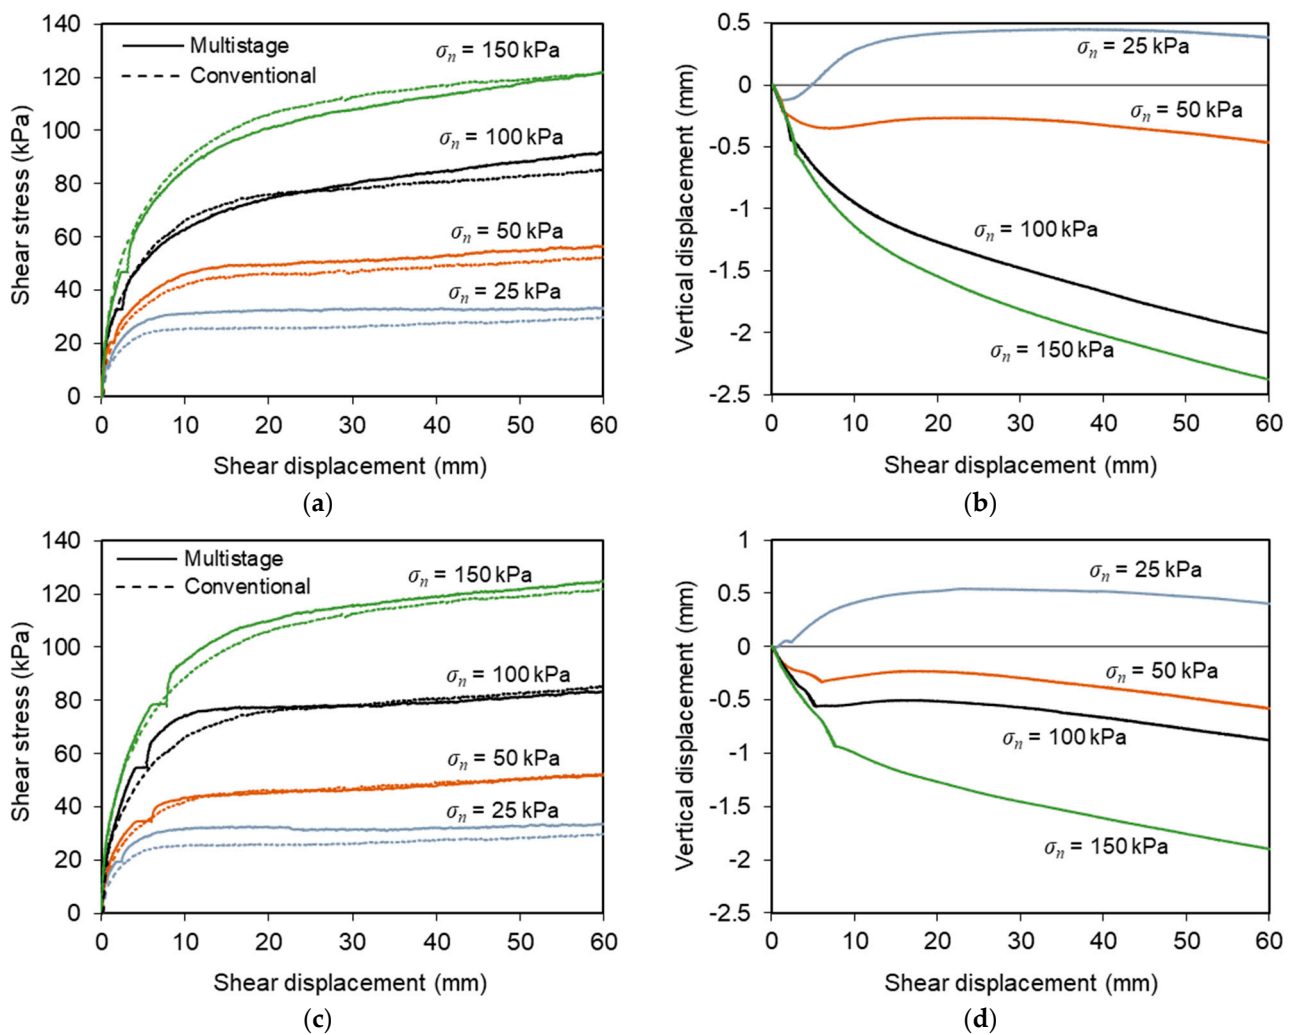 140
120
100
80
60
40
20
0
Shear stress (kPa)
Multistage
Conventional
σn = 150 kPa
σn = 100 kPa
σn = 50 kPa
σn = 25 kPa
0 10 20 30 40 50 60
Shear displacement (mm)
(a)
0.5
0
-0.5
-1
-1.5
-2
-2.5
Vertical displacement (mm)
σn = 25 kPa
σn = 50 kPa
σn = 100 kPa
σn = 150 kPa
0 10 20 30 40 50 60
Shear displacement (mm)
(b)
140
120
100
80
60
40
20
0
Shear stress (kPa)
Multistage
Conventional
σn = 150 kPa
σn = 100 kPa
σn = 50 kPa
σn = 25 kPa
0 10 20 30 40 50 60
Shear displacement (mm)
(c)
1
0.5
0
-0.5
-1
-1.5
-2
-2.5
Vertical displacement (mm)
σn = 25 kPa
σn = 50 kPa
σn = 100 kPa
σn = 150 kPa
0 10 20 30 40 50 60
Shear displacement (mm)
(d)